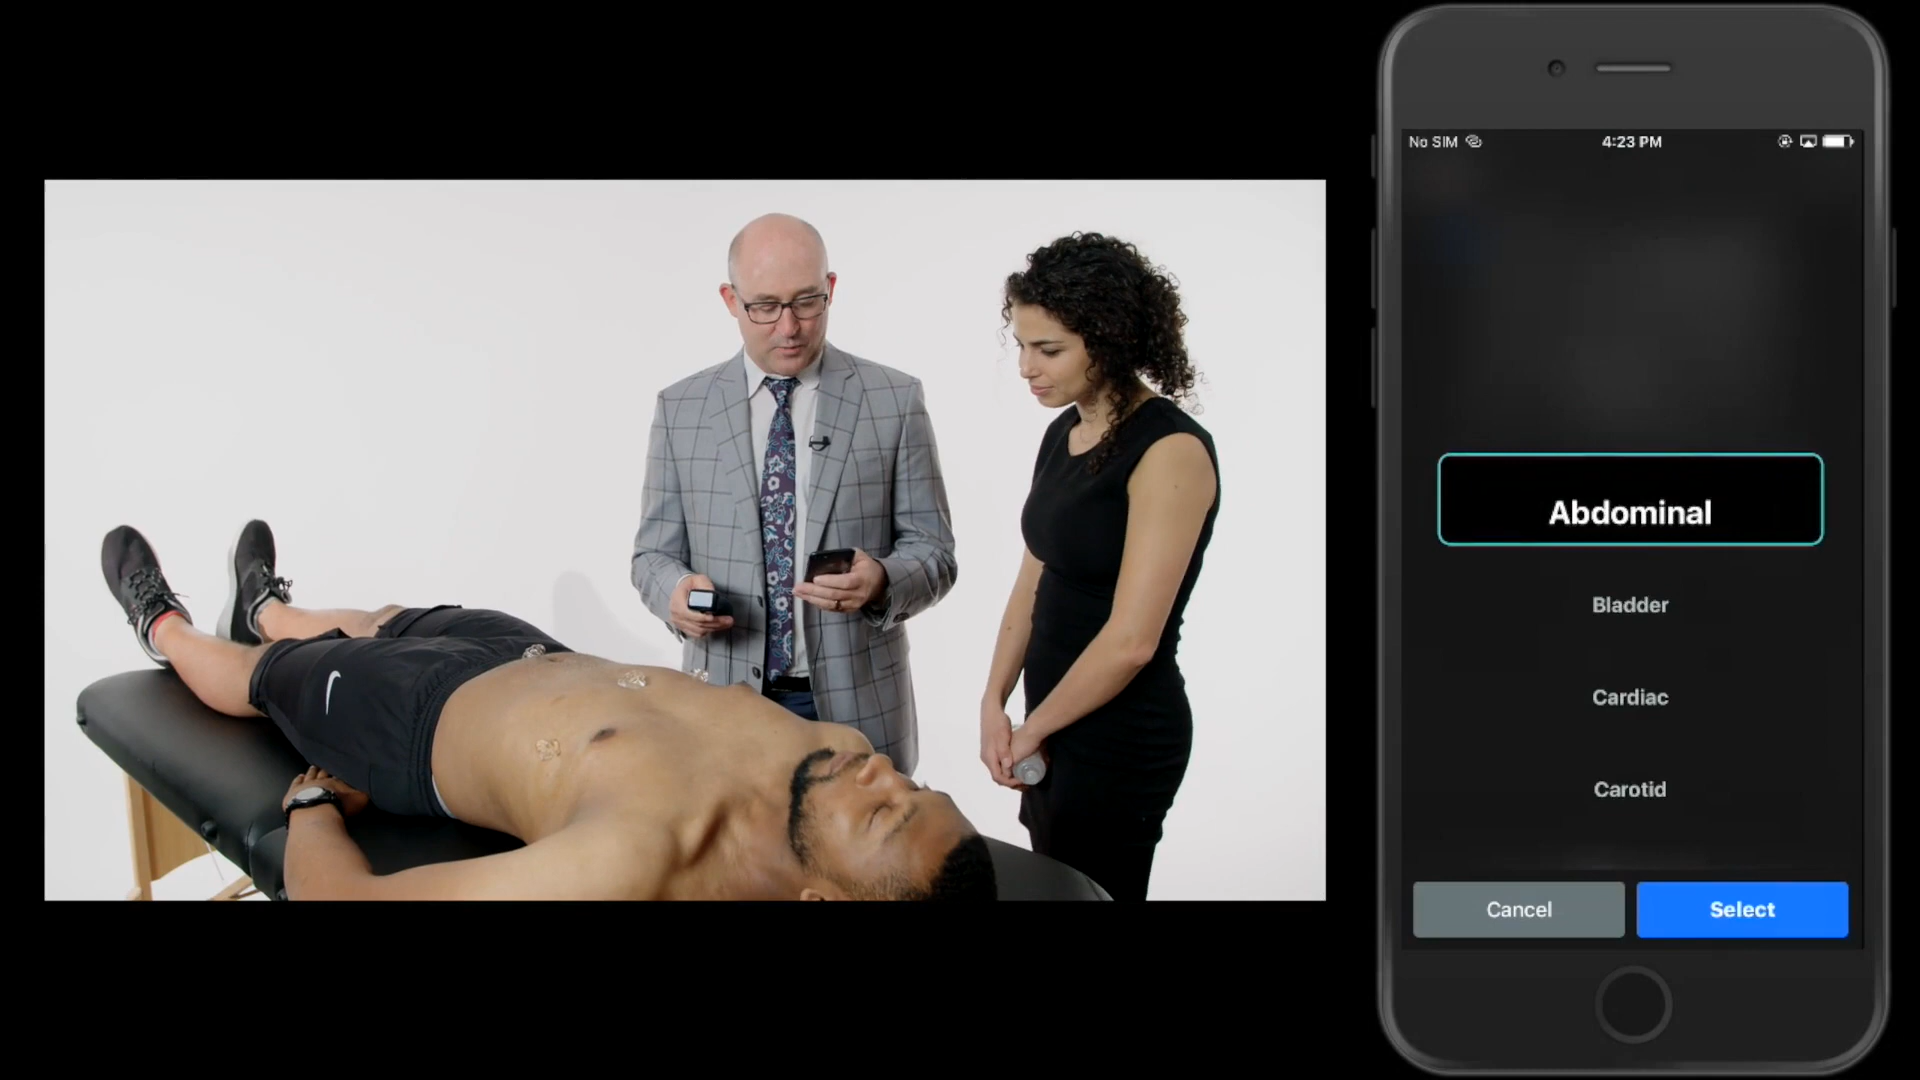 No SIM
4:23 PM
Abdominal
Bladder
Cardiac
Carotid
Cancel
Select